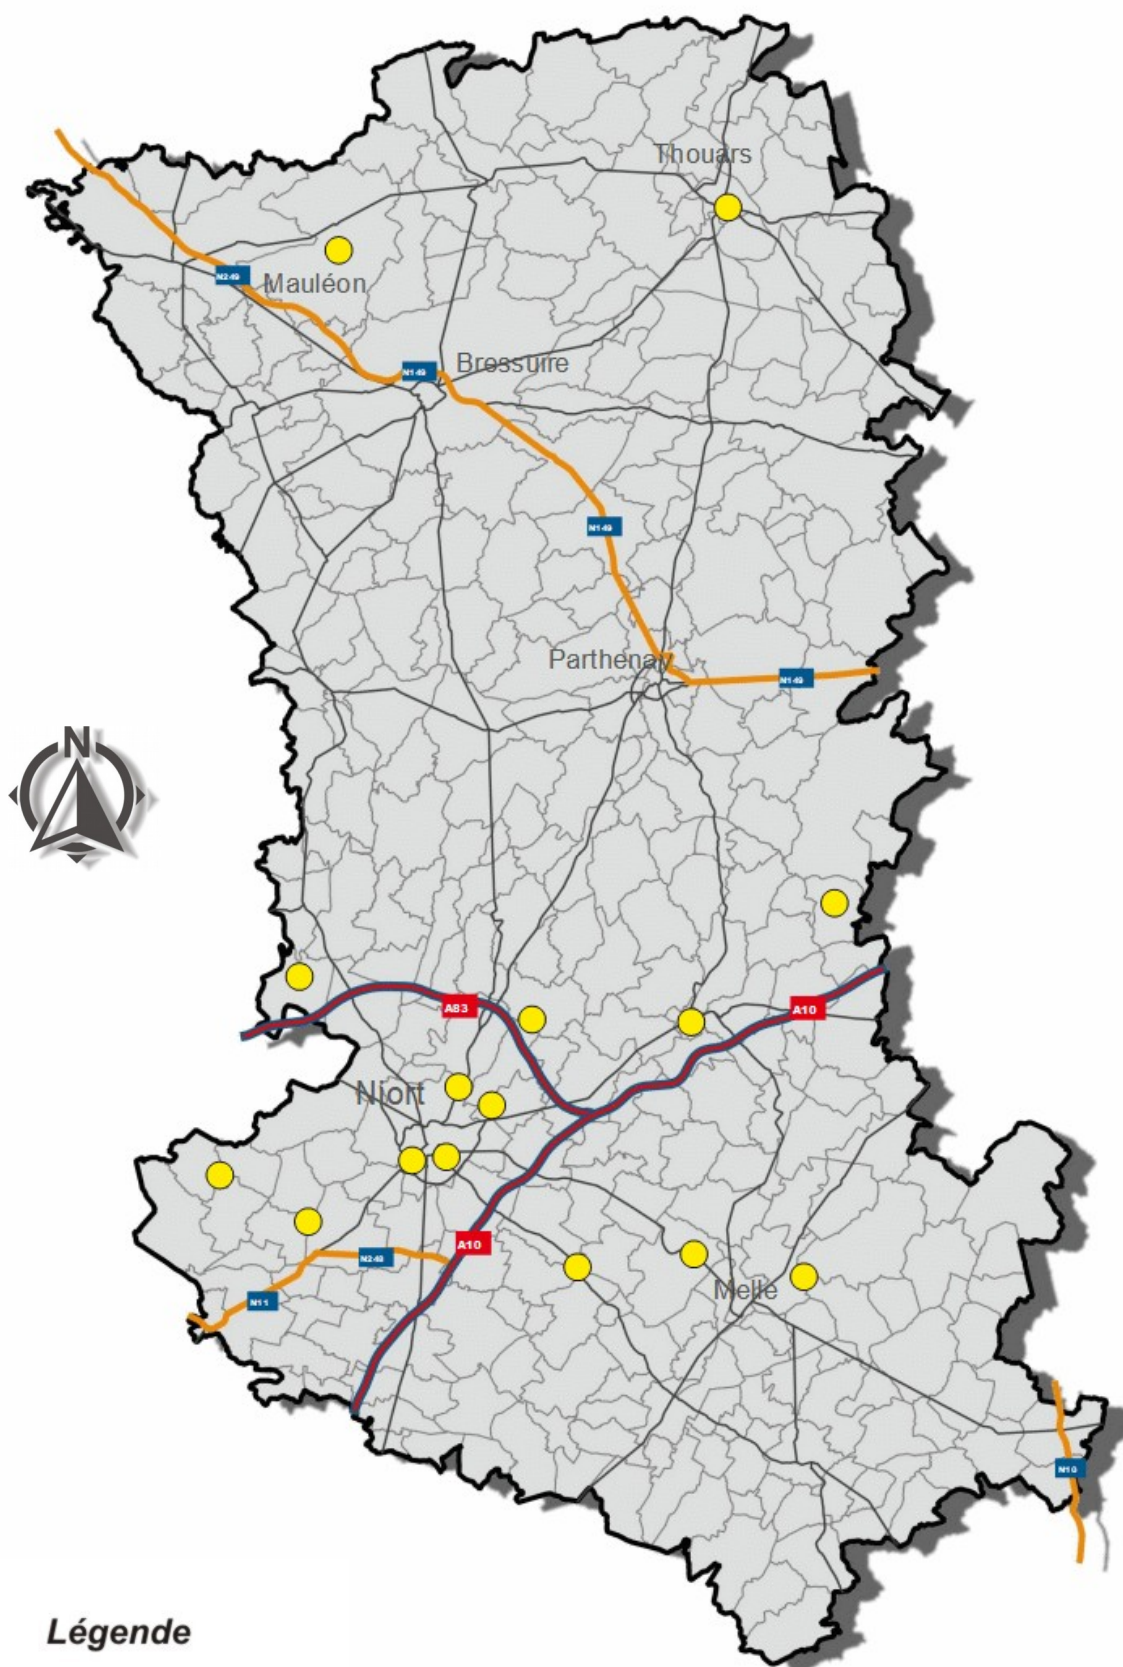 Thouars
N249
Mauléon
N149
Bressuire
N149
Parthenay
N149
N
A83
A10
Niort
A10
N248
Melle
N11
N10
Légende